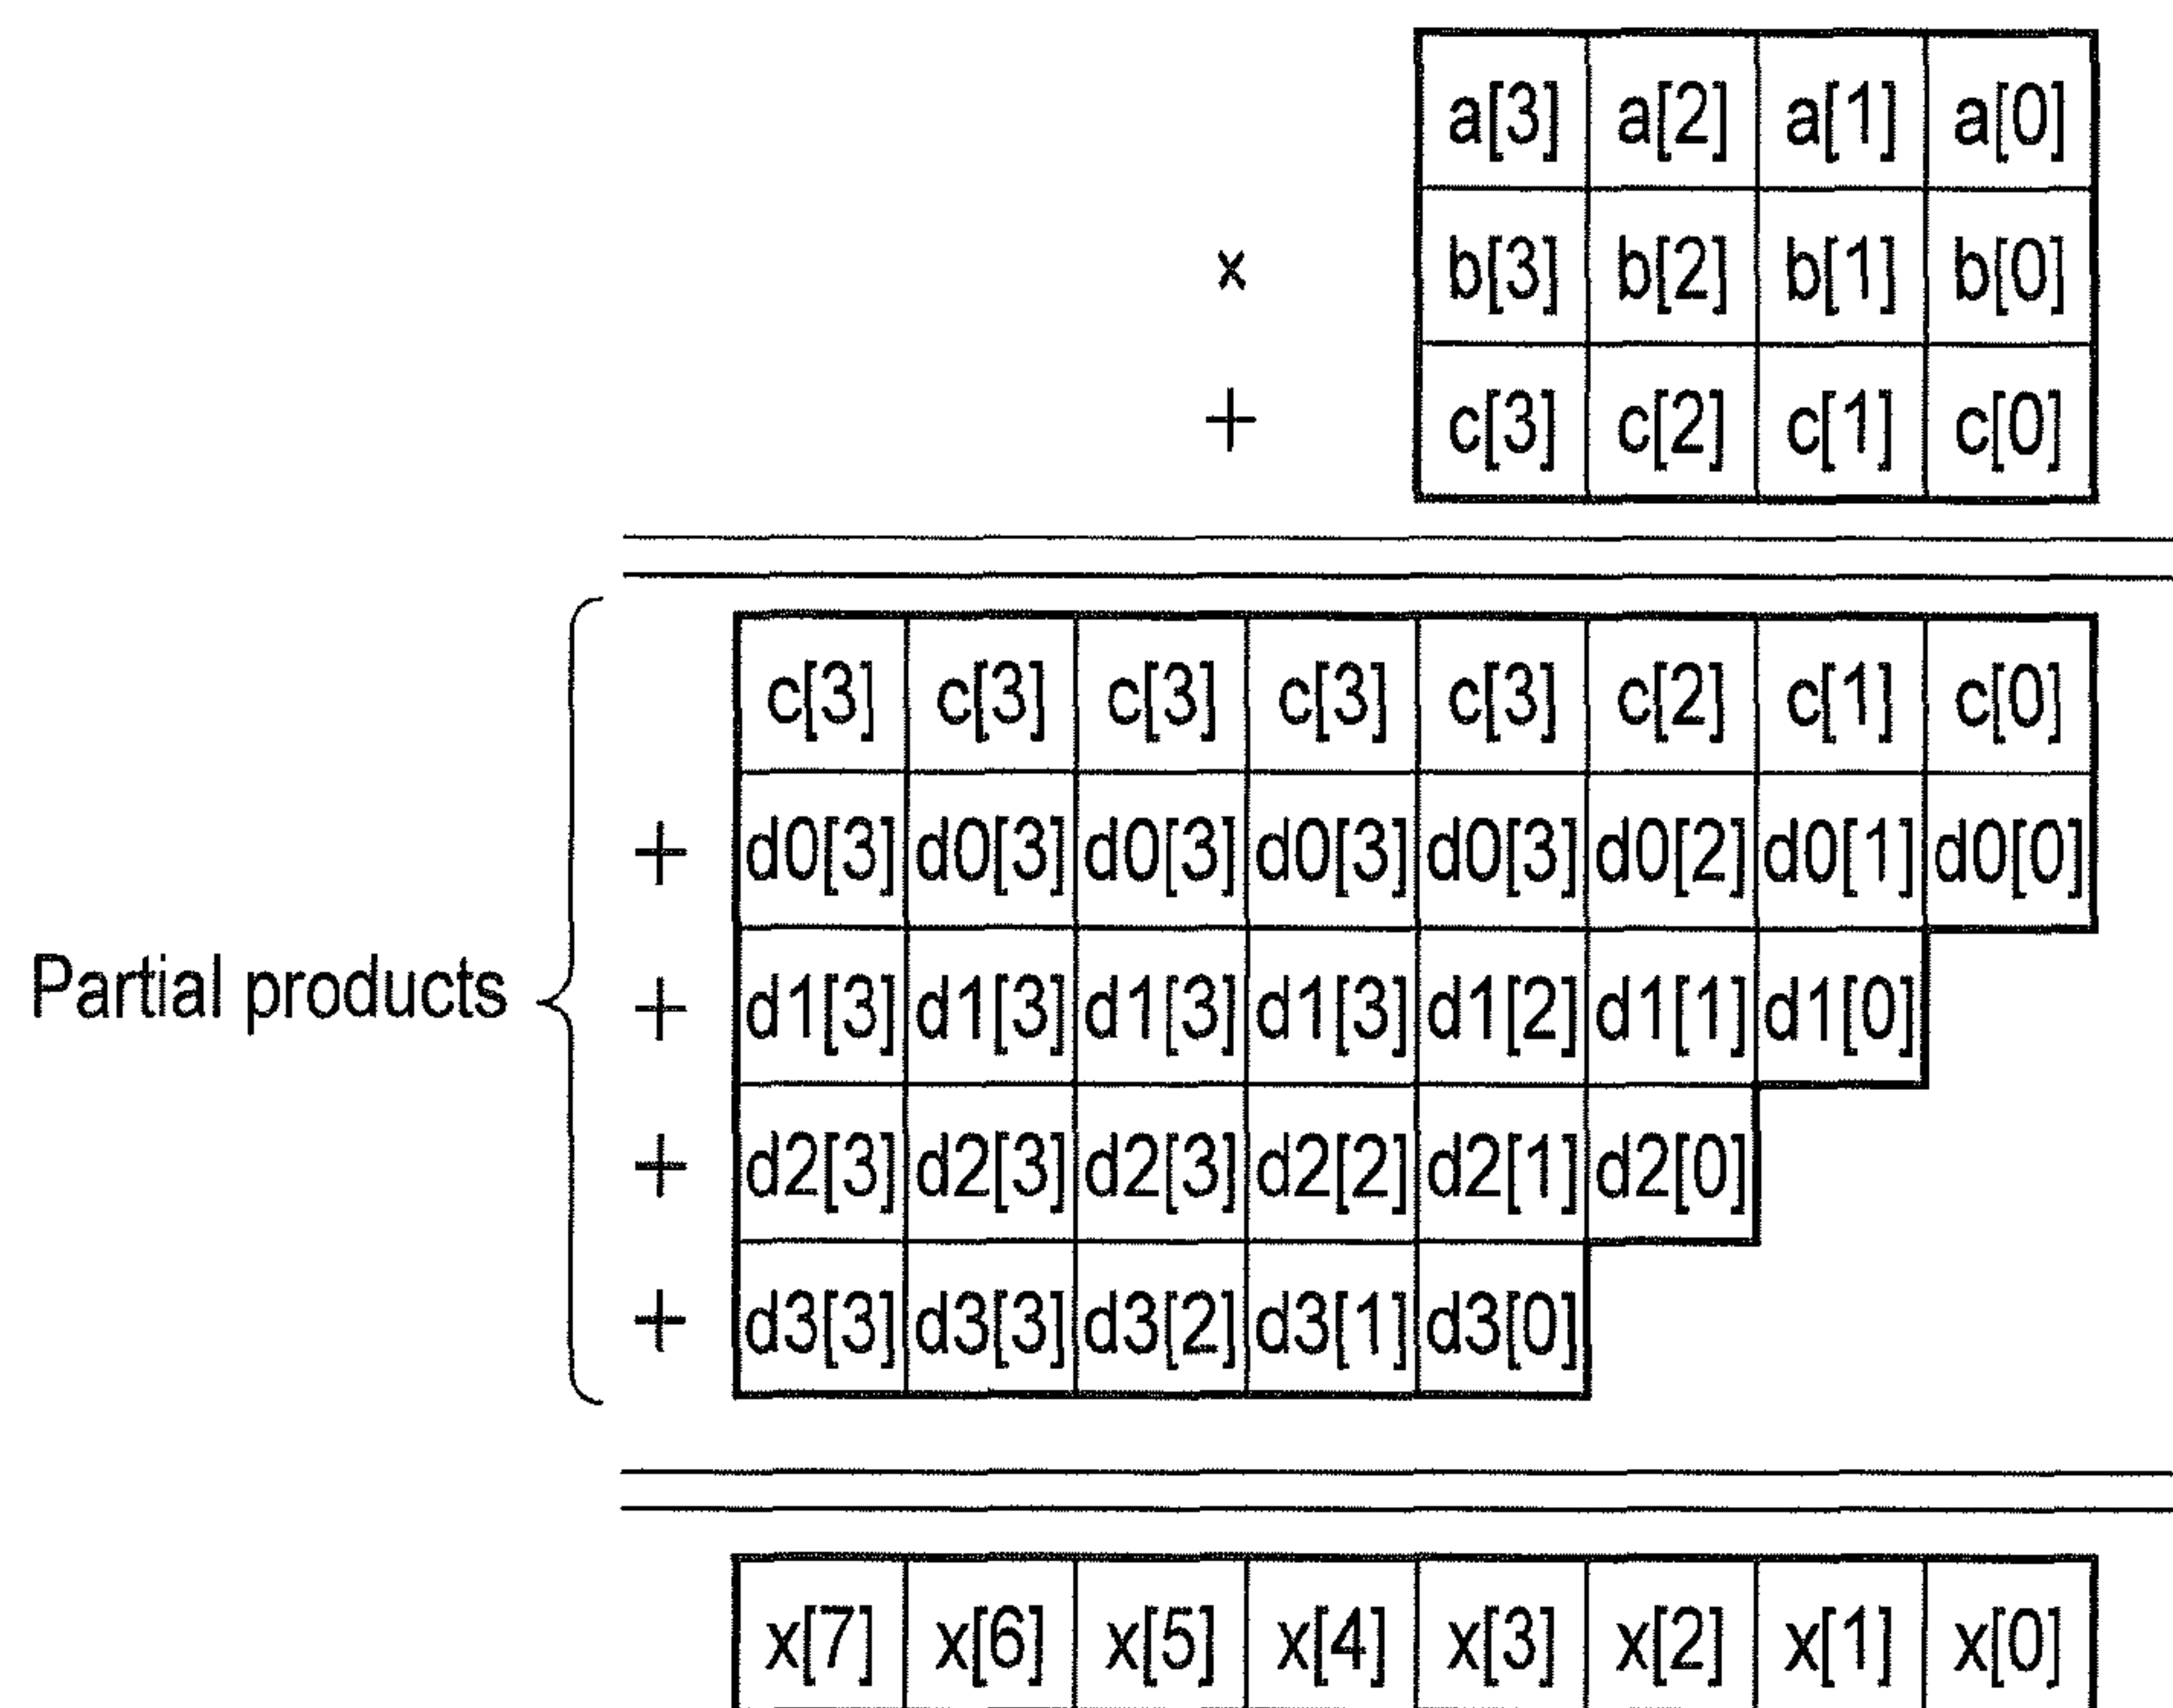 a[3] a[2] a[1] a[0]
× b[3] b[2] b[1] b[0]
+ c[3] c[2] c[1] c[0]
c[3] c[3] c[3] c[3] c[3] c[2] c[1] c[0]
+ d0[3] d0[3] d0[3] d0[3] d0[3] d0[2] d0[1] d0[0]
Partial products + d1[3] d1[3] d1[3] d1[3] d1[2] d1[1] d1[0]
+ d2[3] d2[3] d2[3] d2[2] d2[1] d2[0]
+ d3[3] d3[3] d3[2] d3[1] d3[0]
x[7] x[6] x[5] x[4] x[3] x[2] x[1] x[0]